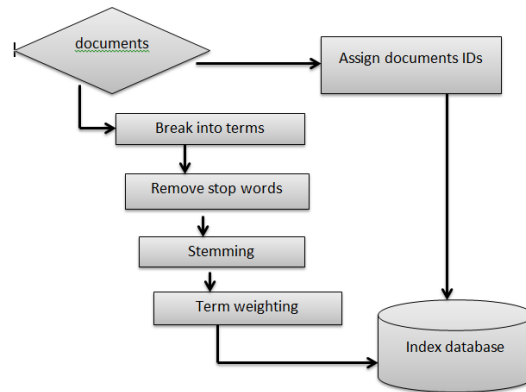 documents
Assign documents IDs
Break into terms
Remove stop words
Stemming
Term weighting
Index database